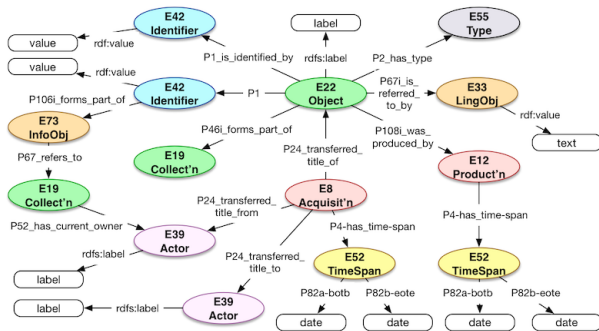 label
E42
Identifier
E55
Type
value
rdf:value
rdfs:label
P1_is_identified_by
P2_has_type
value
rdf:value
E42
Identifier
P1
E22
Object
P67i_is_
referred_
to_by
E33
LingObj
P106i_forms_part_of
rdf:value
E73
InfoObj
P46i_forms_part_of
P108i_was_
produced_by
text
P67_refers_to
E19
Collect'n
P24_transferred_
title_of
E12
Product'n
E19
Collect'n
E8
Acquisit'n
P52_has_current_owner
P24_transferred_
title_from
P4-has_time-span
P4-has_time-span
E39
Actor
rdfs:label
P24_transferred_
title_to
E52
TimeSpan
E52
TimeSpan
label
P82a-botb
P82b-eote
P82a-botb
P82b-eote
label
rdfs:label
E39
Actor
date
date
date
date